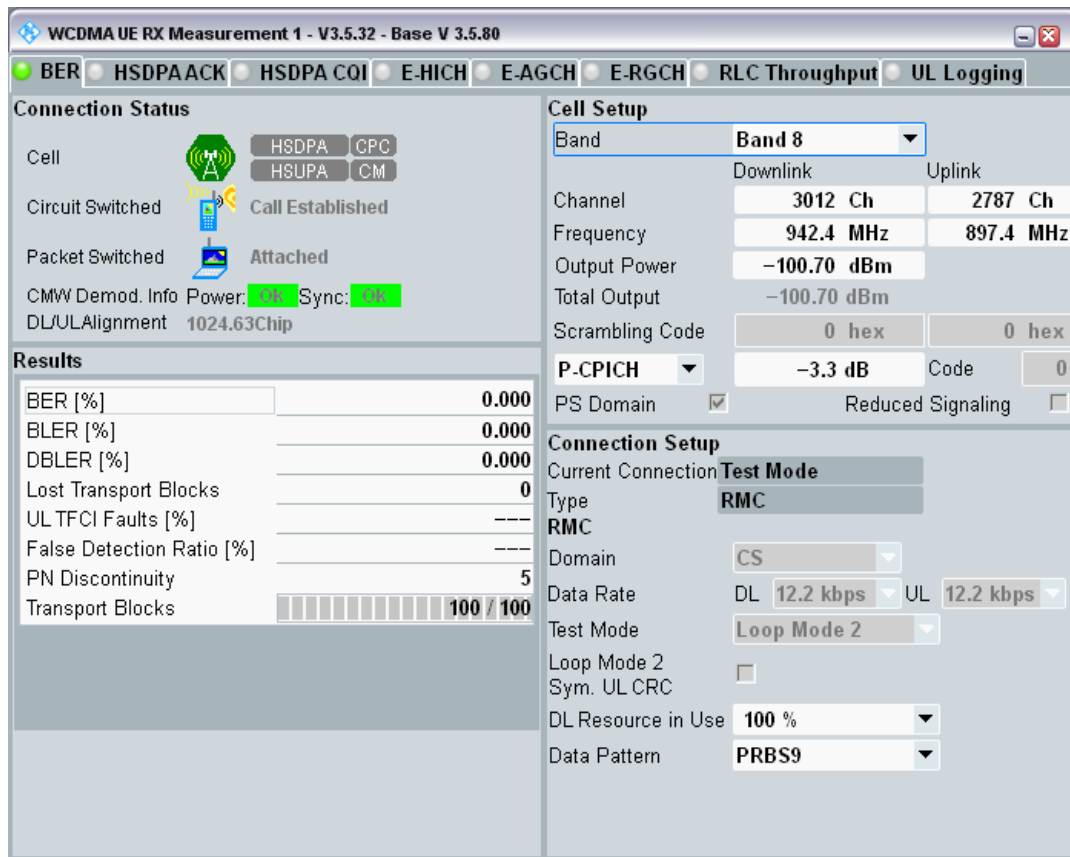 WCDMA UE RX Measurement 1 - V3.5.32 - Base V 3.5.80
BER HSDPA ACK HSDPA CQI E-HICH E-AGCH E-RGCH RLC Throughput UL Logging
Connection Status
Cell HSDPA CPC
HSUPA CM
Circuit Switched Call Established
Packet Switched Attached
CMW Demod. Info Power: Ok Sync: Ok
DL/UL Alignment 1024.63Chip
Results
BER [%] 0.000
BLER [%] 0.000
DBLER [%] 0.000
Lost Transport Blocks 0
UL TFCI Faults [%] ---
False Detection Ratio [%] ---
PN Discontinuity 5
Transport Blocks 100 / 100
Cell Setup
Band Band 8
Downlink Uplink
Channel 3012 Ch 2787 Ch
Frequency 942.4 MHz 897.4 MHz
Output Power −100.70 dBm
Total Output −100.70 dBm
Scrambling Code 0 hex 0 hex
P-CPICH −3.3 dB Code 0
PS Domain Reduced Signaling
Connection Setup
Current Connection Test Mode
Type RMC
RMC
Domain CS
Data Rate DL 12.2 kbps UL 12.2 kbps
Test Mode Loop Mode 2
Loop Mode 2
Sym. UL CRC
DL Resource in Use 100 %
Data Pattern PRBS9